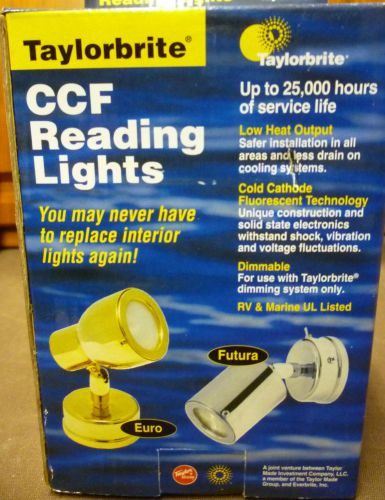 Reading Lights
Taylorbrite®
Taylorbrite®
CCF
Reading
Lights
You may never have
to replace interior
lights again!
Up to 25,000 hours
of service life
Low Heat Output
Safer installation in all
areas and less drain on
cooling systems.
Cold Cathode
Fluorescent Technology
Unique construction and
solid state electronics
withstand shock, vibration
and voltage fluctuations.
Dimmable
For use with Taylorbrite®
dimming system only.
RV & Marine UL Listed
Futura
Euro
Taylor
Made
A joint venture between Taylor
Made Investment Company, LLC.
a member of the Taylor Made
Group, and Everbrite, Inc.